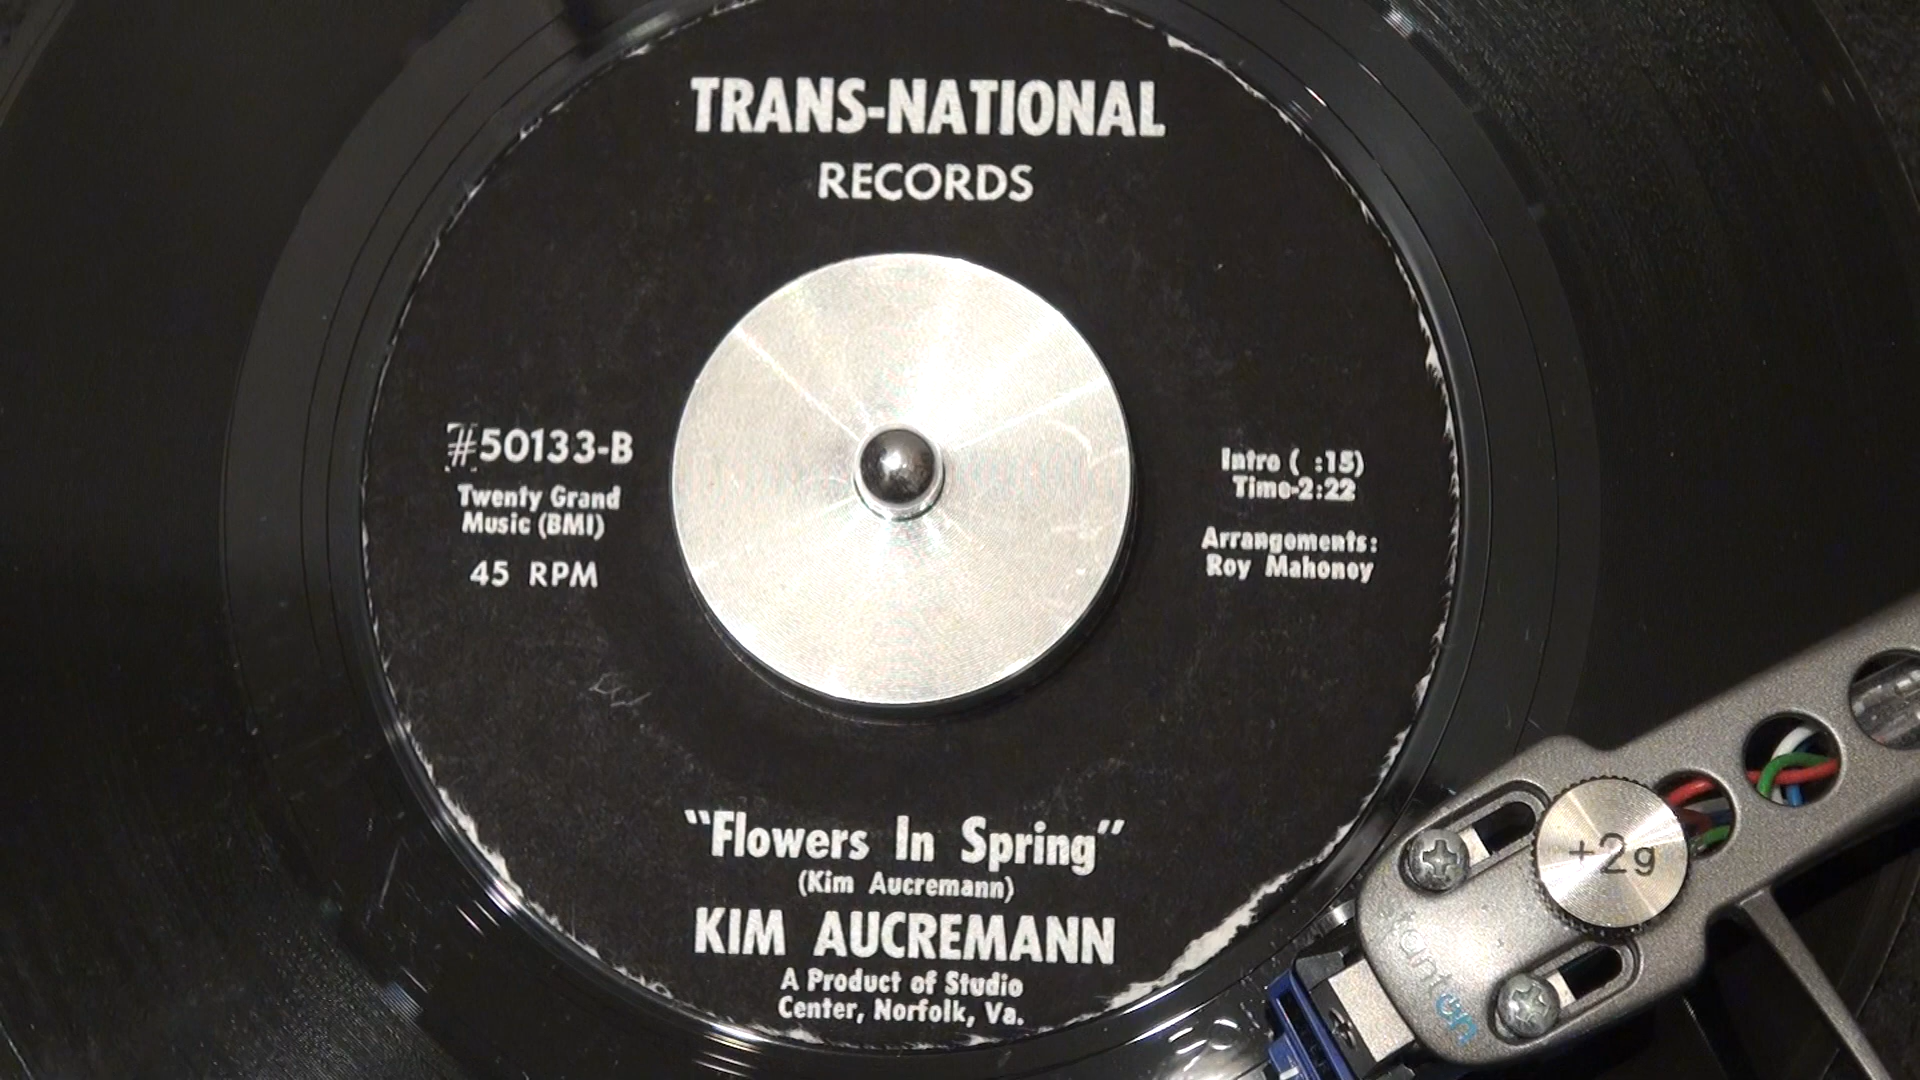 TRANS-NATIONAL
RECORDS
#50133-B
Twenty Grand
Music (BMI)
45 RPM
Intro ( :15)
Time-2:22
Arrangements:
Roy Mahoney
"Flowers In Spring"
(Kim Aucremann)
KIM AUCREMANN
A Product of Studio
Center, Norfolk, Va.
+2g